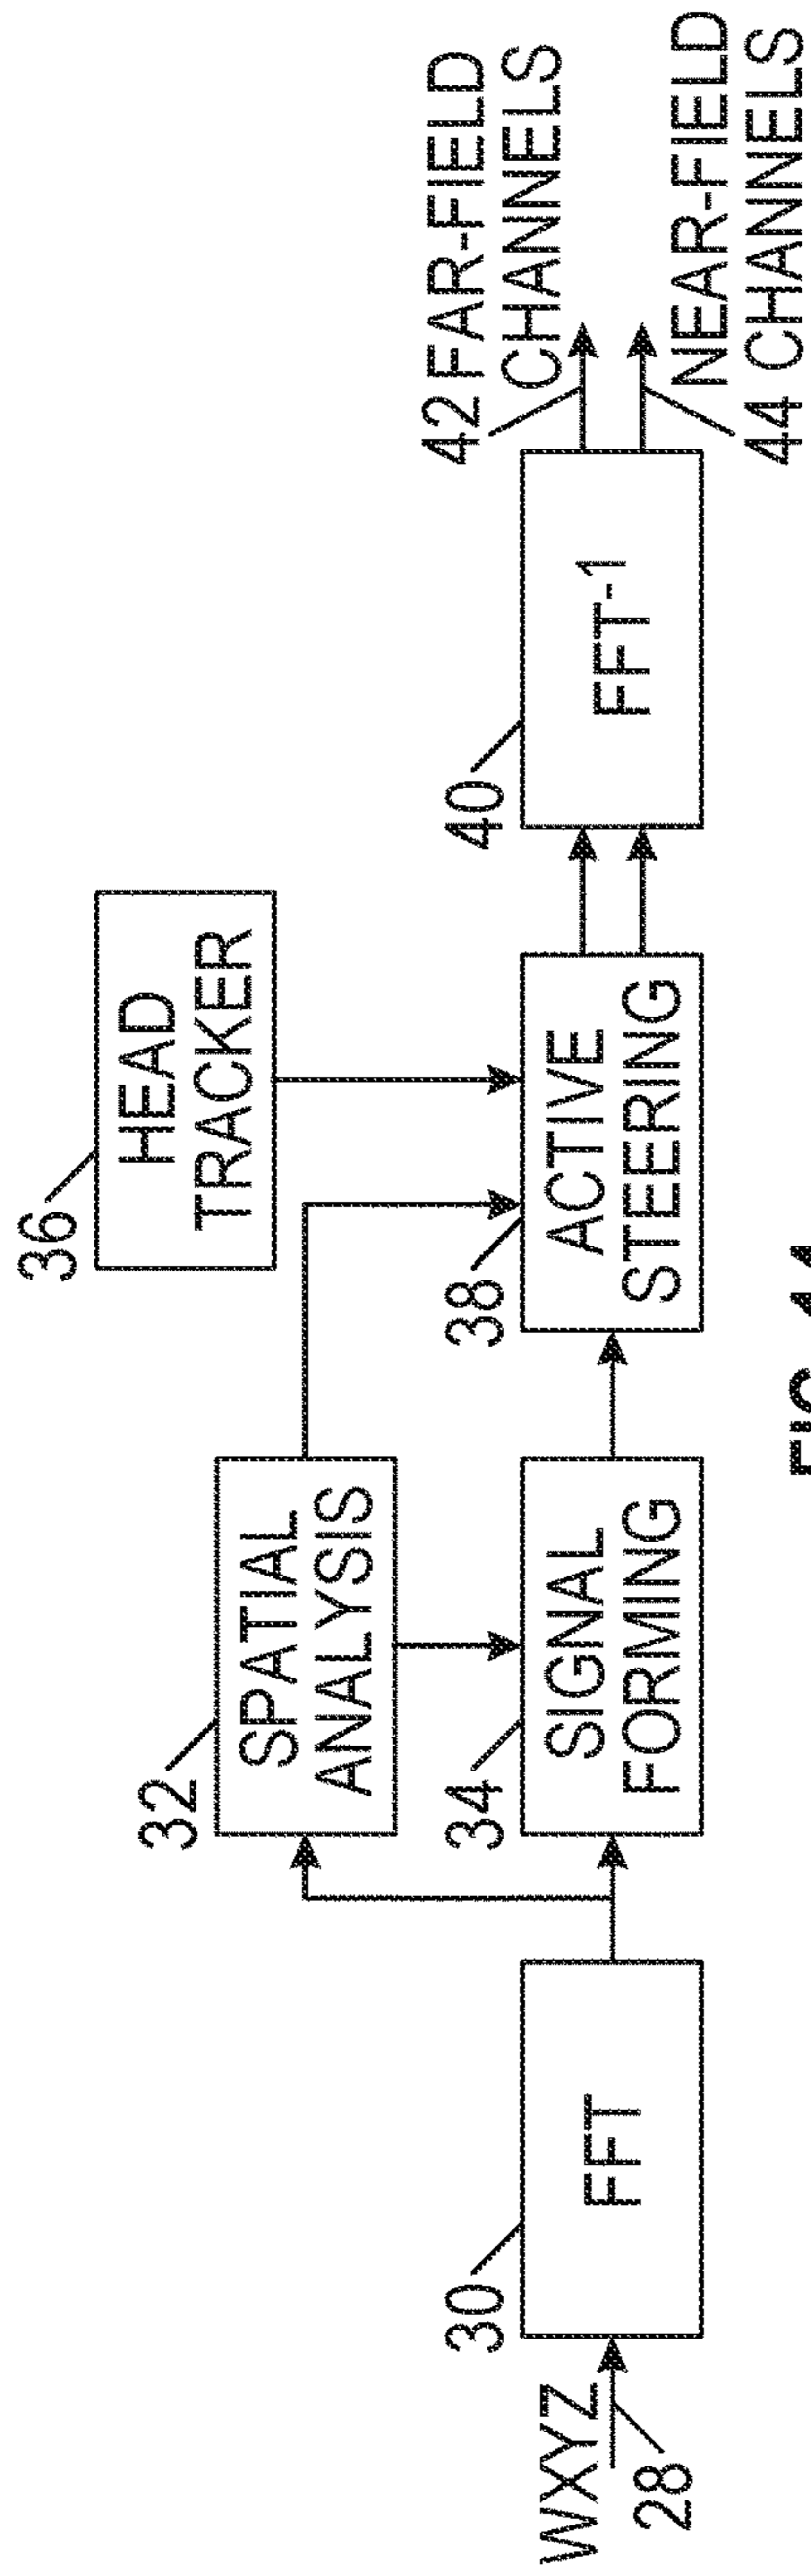 36
HEAD
TRACKER
32
SPATIAL
ANALYSIS
42 FAR-FIELD
CHANNELS
WXYZ
28
30
FFT
34
SIGNAL
FORMING
38
ACTIVE
STEERING
40
FFT-1
NEAR-FIELD
44 CHANNELS